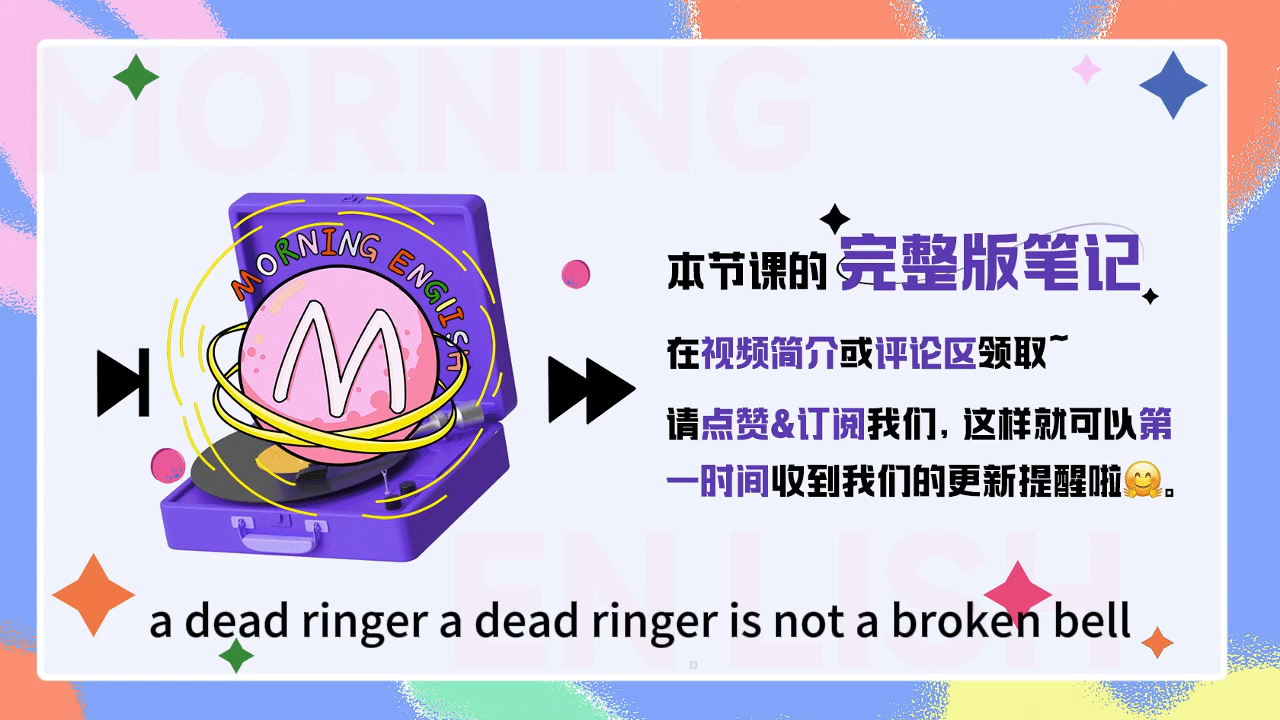 MORNING
MORNING ENGlISH
M
本节课的 完整版笔记
在视频简介或评论区领取~
请点赞&订阅我们, 这样就可以第
一时间收到我们的更新提醒啦🤗。
EN LISH
a dead ringer a dead ringer is not a broken bell